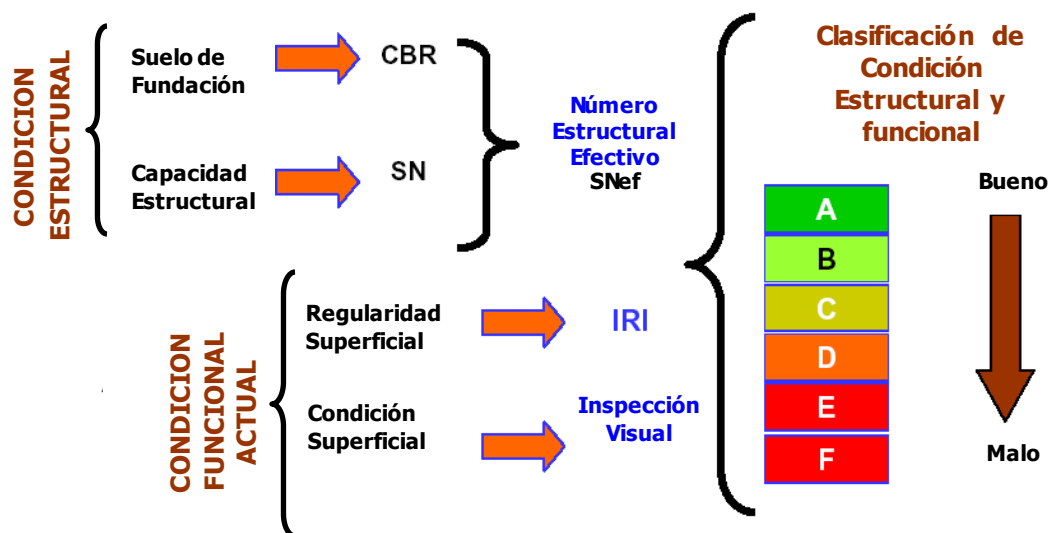 CONDICION
ESTRUCTURAL
Suelo de
Fundación
CBR
Capacidad
Estructural
SN
Número
Estructural
Efectivo
SNef
CONDICION
FUNCIONAL
ACTUAL
Regularidad
Superficial
IRI
Condición
Superficial
Inspección
Visual
Clasificación de
Condición
Estructural y
funcional
A
B
C
D
E
F
Bueno
Malo